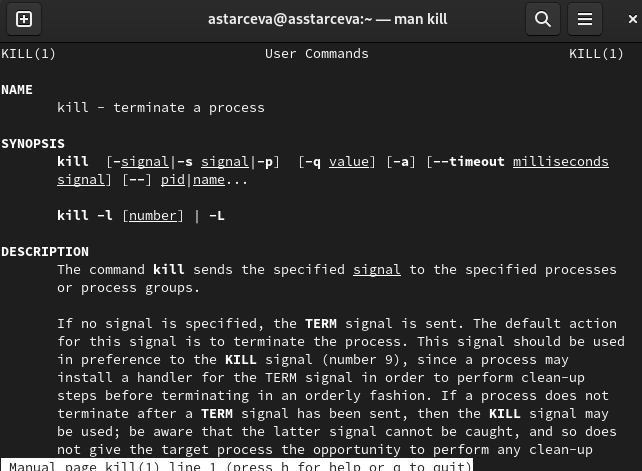 astarceva@asstarceva:~ — man kill
KILL(1) User Commands KILL(1)
NAME
kill - terminate a process
SYNOPSIS
kill [-signal|-s signal|-p] [-q value] [-a] [--timeout milliseconds
signal] [--] pid|name...
kill -l [number] | -L
DESCRIPTION
The command kill sends the specified signal to the specified processes
or process groups.
If no signal is specified, the TERM signal is sent. The default action
for this signal is to terminate the process. This signal should be used
in preference to the KILL signal (number 9), since a process may
install a handler for the TERM signal in order to perform clean-up
steps before terminating in an orderly fashion. If a process does not
terminate after a TERM signal has been sent, then the KILL signal may
be used; be aware that the latter signal cannot be caught, and so does
not give the target process the opportunity to perform any clean-up
Manual page kill(1) line 1 (press h for help or q to quit)